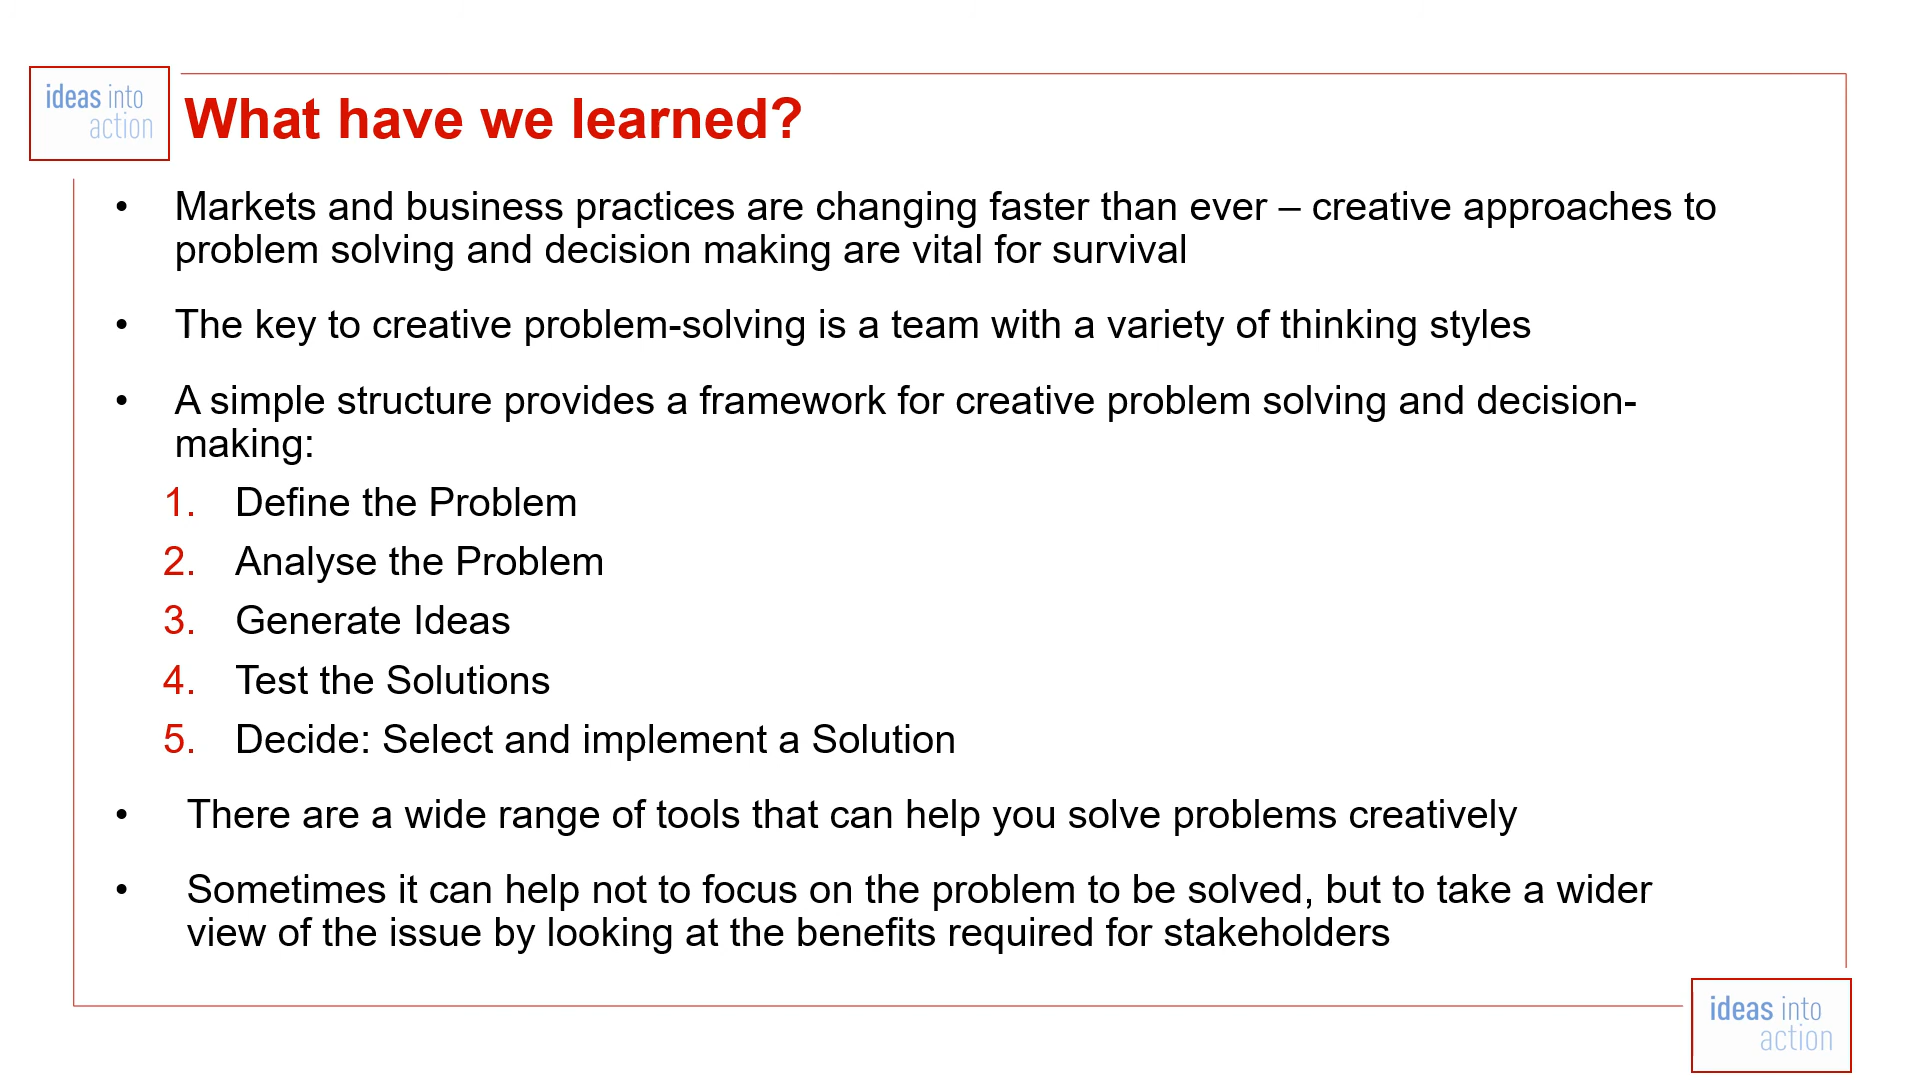 ideas into
action
What have we learned?
• Markets and business practices are changing faster than ever – creative approaches to
problem solving and decision making are vital for survival
• The key to creative problem-solving is a team with a variety of thinking styles
• A simple structure provides a framework for creative problem solving and decision-
making:
1. Define the Problem
2. Analyse the Problem
3. Generate Ideas
4. Test the Solutions
5. Decide: Select and implement a Solution
• There are a wide range of tools that can help you solve problems creatively
• Sometimes it can help not to focus on the problem to be solved, but to take a wider
view of the issue by looking at the benefits required for stakeholders
ideas into
action